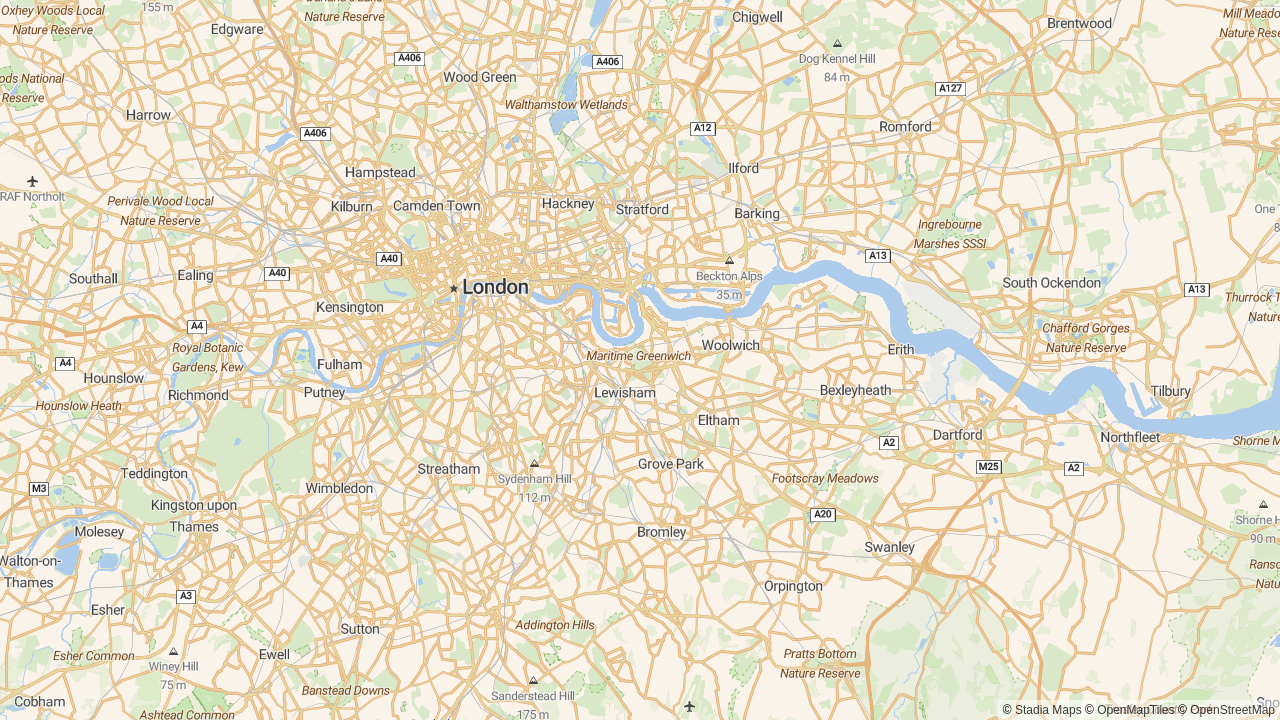 Oxhey Woods Local
Nature Reserve
155 m
Nature Reserve
Edgware
Chigwell
Brentwood
Mill Meado
Nature Rese
A406
A406
Wood Green
Dog Kennel Hill
84 m
A127
ods National
Reserve
Walthamstow Wetlands
Harrow
A406
A12
Romford
Hampstead
Ilford
RAF Northolt
Perivale Wood Local
Nature Reserve
Kilburn
Camden Town
Hackney
Stratford
Barking
Ingrebourne
Marshes SSSI
One T
A40
A40
A13
Southall
Ealing
London
Beckton Alps
35 m
South Ockendon
A13
Thurrock T
Natur
Kensington
A4
A4
Royal Botanic
Gardens, Kew
Maritime Greenwich
Woolwich
Erith
Chafford Gorges
Nature Reserve
Hounslow
Fulham
Richmond
Putney
Lewisham
Bexleyheath
Tilbury
Hounslow Heath
Eltham
A2
Dartford
Northfleet
Shorne M
Teddington
Streatham
Sydenham Hill
112 m
Grove Park
Footscray Meadows
M25
A2
M3
Wimbledon
Kingston upon
Thames
A20
Molesey
Bromley
Swanley
Shorne H
90 m
Walton-on-
Thames
Orpington
Ranso
Natu
A3
Esher
Sutton
Addington Hills
Esher Common
Winey Hill
75 m
Ewell
Pratts Bottom
Nature Reserve
Banstead Downs
Sanderstead Hill
175 m
Cobham
Ashtead Common
© Stadia Maps © OpenMapTiles © OpenStreetMap